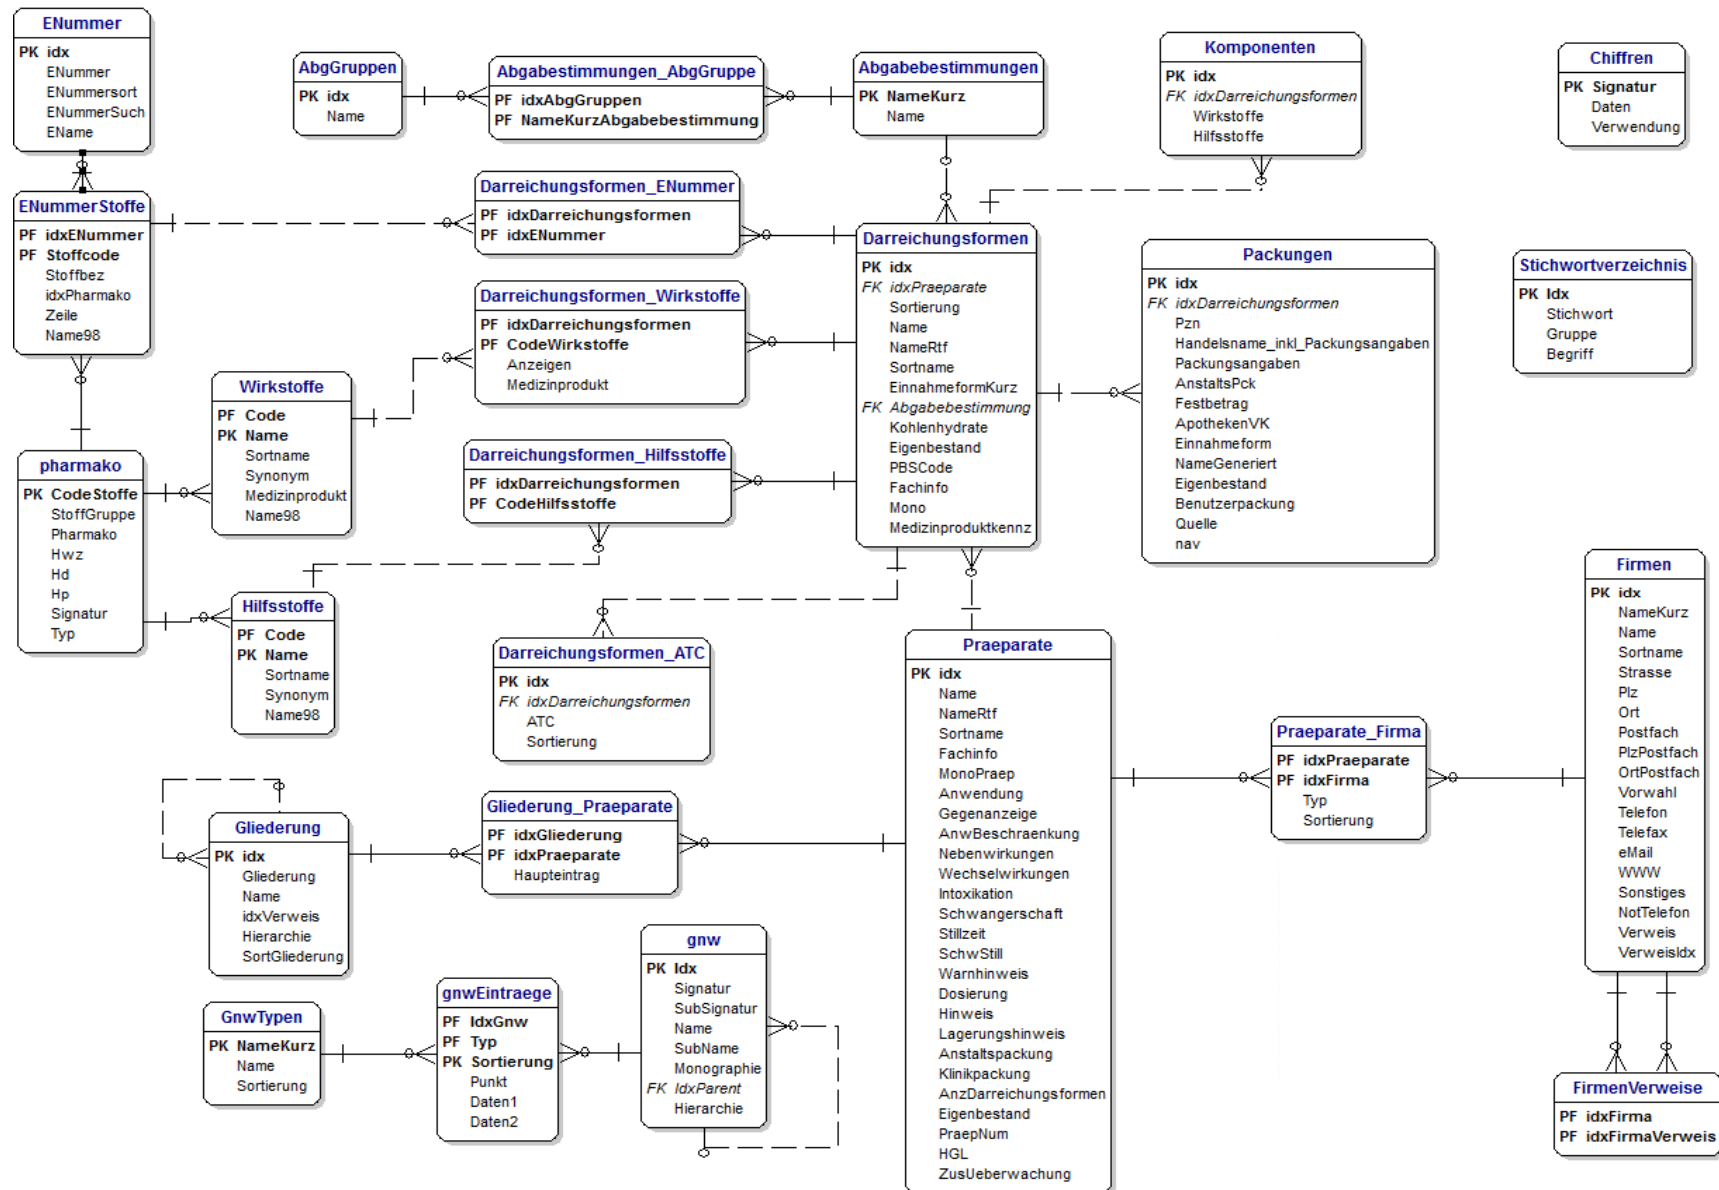 ENummer
PK idx
ENummer
ENummersort
ENummerSuch
EName
AbgGruppen
PK idx
Name
Abgabestimmungen_AbgGruppe
PF idxAbgGruppen
PF NameKurzAbgabebestimmung
Abgabebestimmungen
PK NameKurz
Name
Komponenten
PK idx
FK idxDarreichungsformen
Wirkstoffe
Hilfsstoffe
Chiffren
PK Signatur
Daten
Verwendung
ENummerStoffe
PF idxENummer
PF Stoffcode
Stoffbez
idxPharmako
Zeile
Name98
Darreichungsformen_ENummer
PF idxDarreichungsformen
PF idxENummer
Darreichungsformen
PK idx
FK idxPraeparate
Sortierung
Name
NameRtf
Sortname
EinnahmeformKurz
FK Abgabebestimmung
Kohlenhydrate
Eigenbestand
PBSCode
Fachinfo
Mono
Medizinproduktkennz
Packungen
PK idx
FK idxDarreichungsformen
Pzn
Handelsname_inkl_Packungsangaben
Packungsangaben
AnstaltsPck
Festbetrag
ApothekenVK
Einnahmeform
NameGeneriert
Eigenbestand
Benutzerpackung
Quelle
nav
Stichwortverzeichnis
PK Idx
Stichwort
Gruppe
Begriff
Darreichungsformen_Wirkstoffe
PF idxDarreichungsformen
PF CodeWirkstoffe
Anzeigen
Medizinprodukt
Wirkstoffe
PF Code
PK Name
Sortname
Synonym
Medizinprodukt
Name98
pharmako
PK CodeStoffe
StoffGruppe
Pharmako
Hwz
Hd
Hp
Signatur
Typ
Darreichungsformen_Hilfsstoffe
PF idxDarreichungsformen
PF CodeHilfsstoffe
Hilfsstoffe
PF Code
PK Name
Sortname
Synonym
Name98
Darreichungsformen_ATC
PK idx
FK idxDarreichungsformen
ATC
Sortierung
Praeparate
PK idx
Name
NameRtf
Sortname
Fachinfo
MonoPraep
Anwendung
Gegenanzeige
AnwBeschraenkung
Nebenwirkungen
Wechselwirkungen
Intoxikation
Schwangerschaft
Stillzeit
SchwStill
Warnhinweis
Dosierung
Hinweis
Lagerungshinweis
Anstaltspackung
Klinikpackung
AnzDarreichungsformen
Eigenbestand
PraepNum
HGL
ZusUeberwachung
Praeparate_Firma
PF idxPraeparate
PF idxFirma
Typ
Sortierung
Firmen
PK idx
NameKurz
Name
Sortname
Strasse
Plz
Ort
Postfach
PlzPostfach
OrtPostfach
Vorwahl
Telefon
Telefax
eMail
WWW
Sonstiges
NotTelefon
Verweis
VerweisIdx
Gliederung
PK idx
Gliederung
Name
idxVerweis
Hierarchie
SortGliederung
Gliederung_Praeparate
PF idxGliederung
PF idxPraeparate
Haupteintrag
GnwTypen
PK NameKurz
Name
Sortierung
gnwEintraege
PF IdxGnw
PF Typ
PK Sortierung
Punkt
Daten1
Daten2
gnw
PK Idx
Signatur
SubSignatur
Name
SubName
Monographie
FK IdxParent
Hierarchie
FirmenVerweise
PF idxFirma
PF idxFirmaVerweis